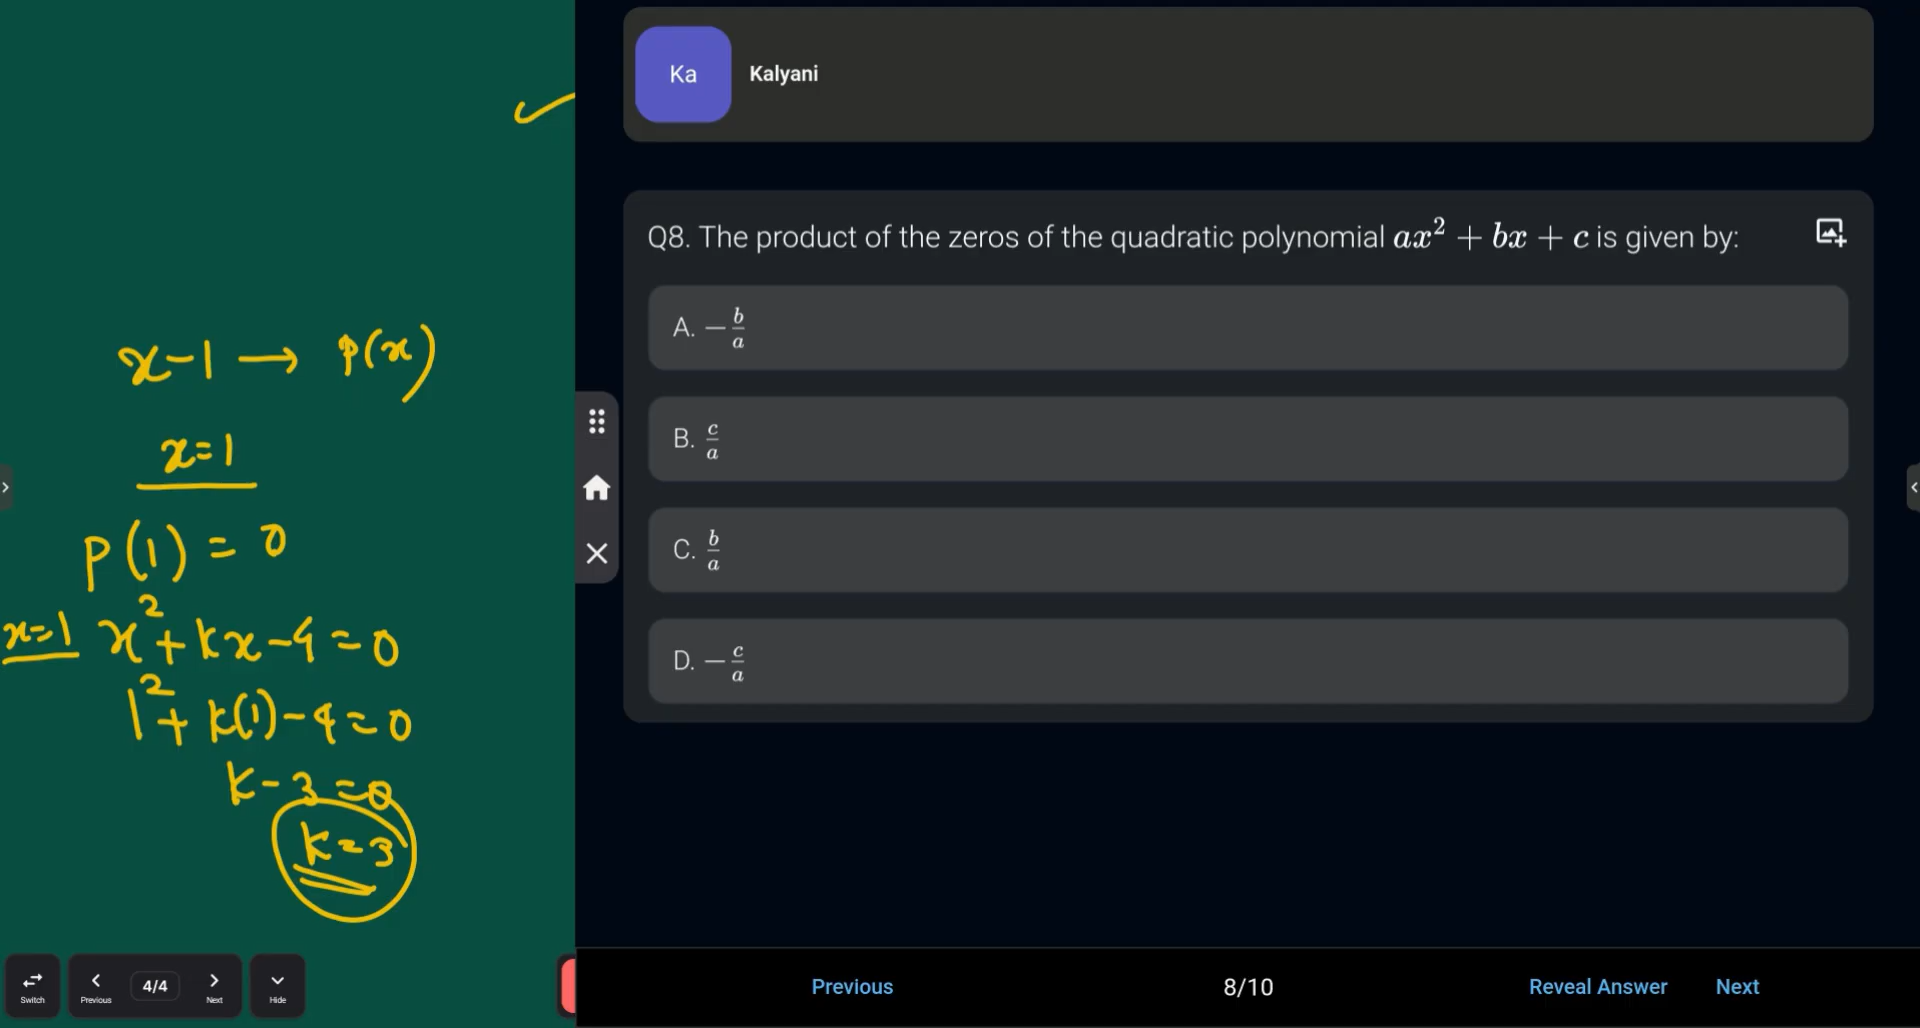 x-1 → p(x)
x=1
p(1) = 0
x=1 x²+kx-4=0
1²+k(1)-4=0
k-3=0
k=3
Switch
Previous
4/4
Next
Hide
Ka
Kalyani
Q8. The product of the zeros of the quadratic polynomial ax² + bx + c is given by:
A. -b/a
B. c/a
C. b/a
D. -c/a
Previous
8/10
Reveal Answer
Next